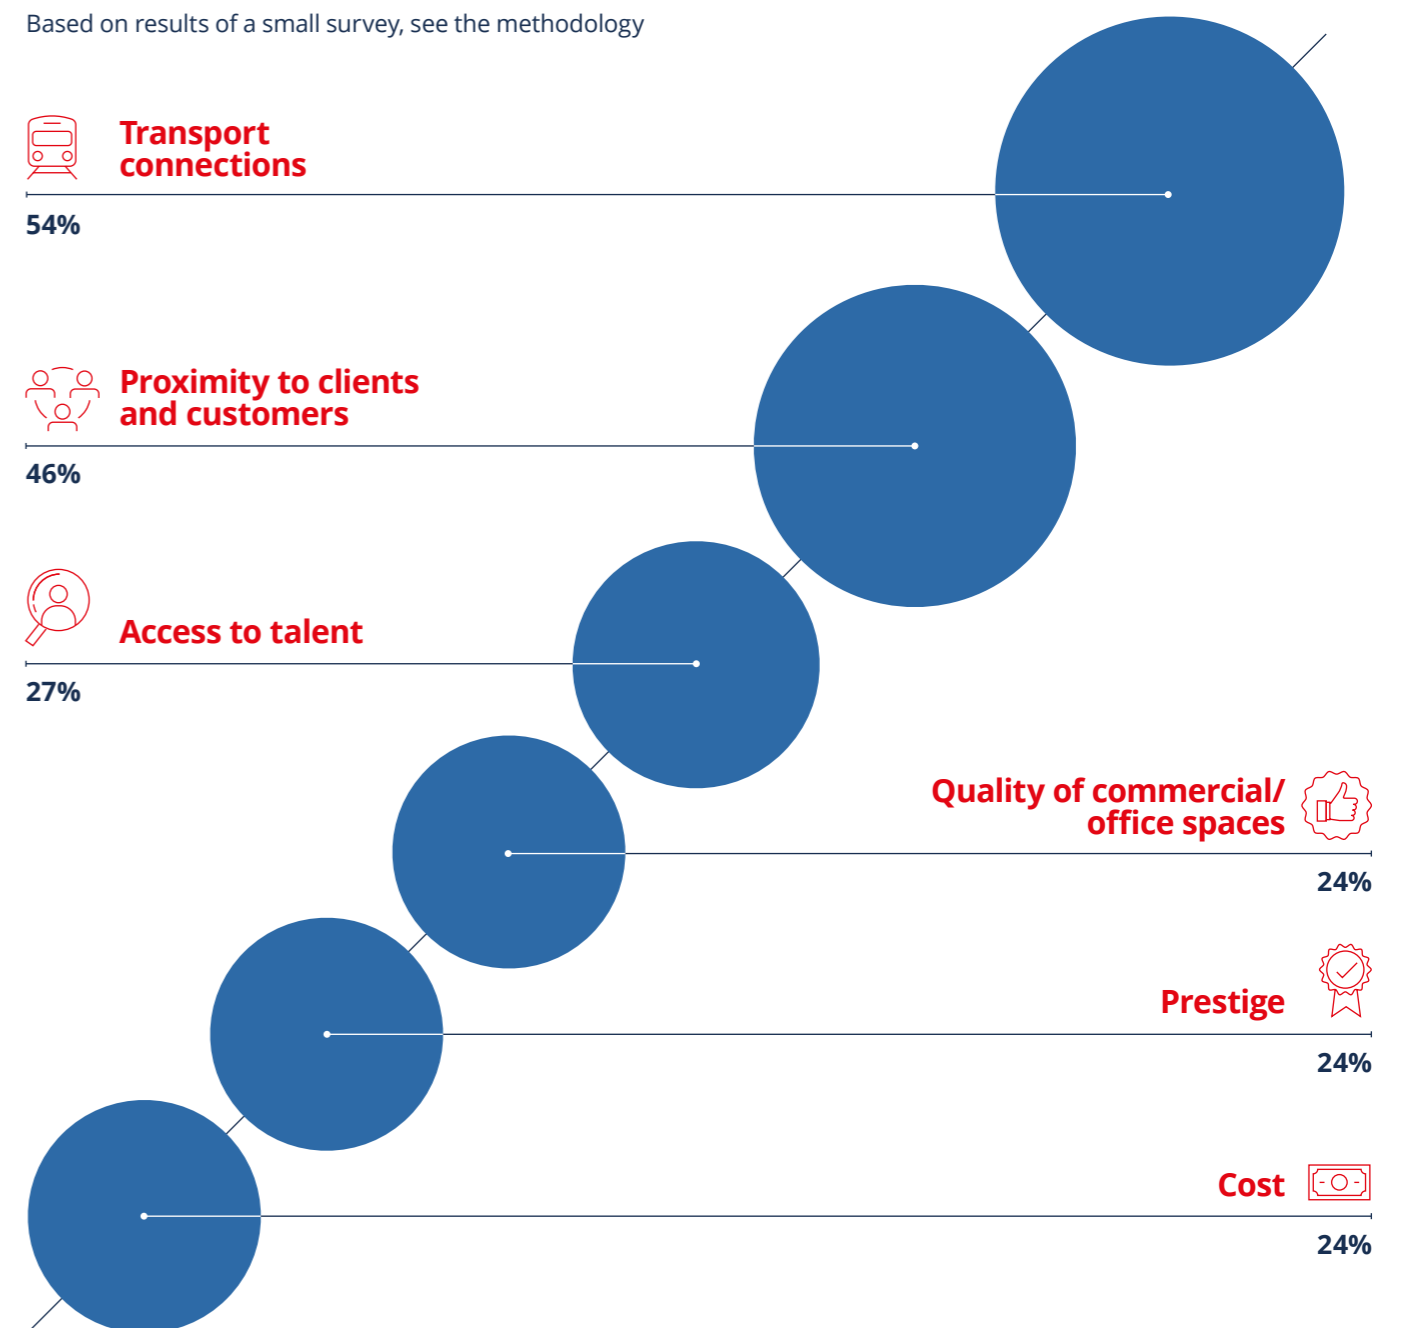 Based on results of a small survey, see the methodology
Transport
connections
54%
Proximity to clients
and customers
46%
Access to talent
27%
Quality of commercial/
office spaces
24%
Prestige
24%
Cost
24%